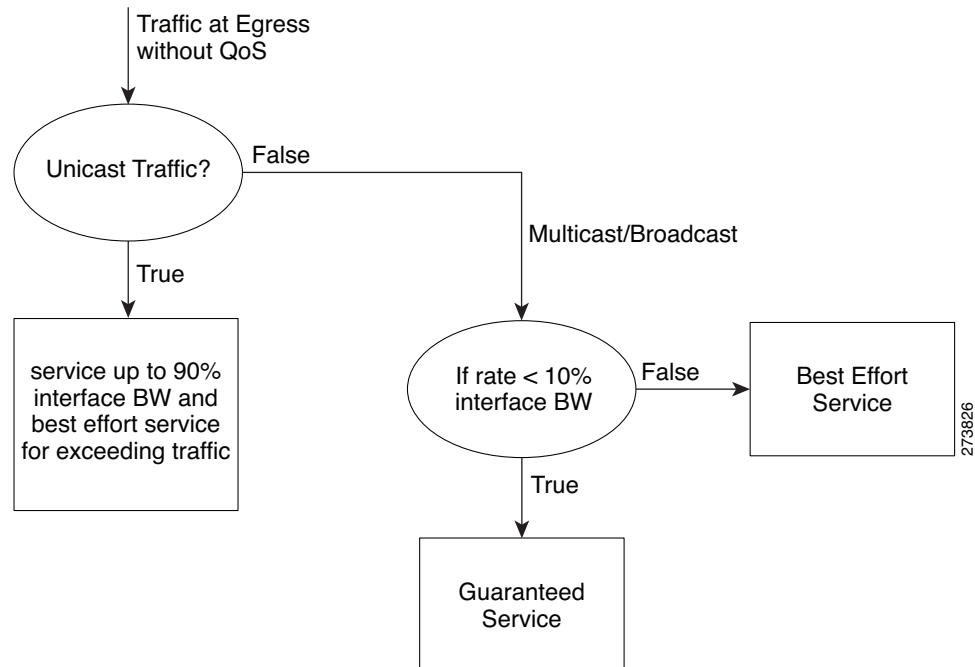 Traffic at Egress
without QoS
Unicast Traffic?
False
Multicast/Broadcast
True
service up to 90%
interface BW and
best effort service
for exceeding traffic
If rate < 10%
interface BW
False
Best Effort
Service
True
Guaranteed
Service
273826